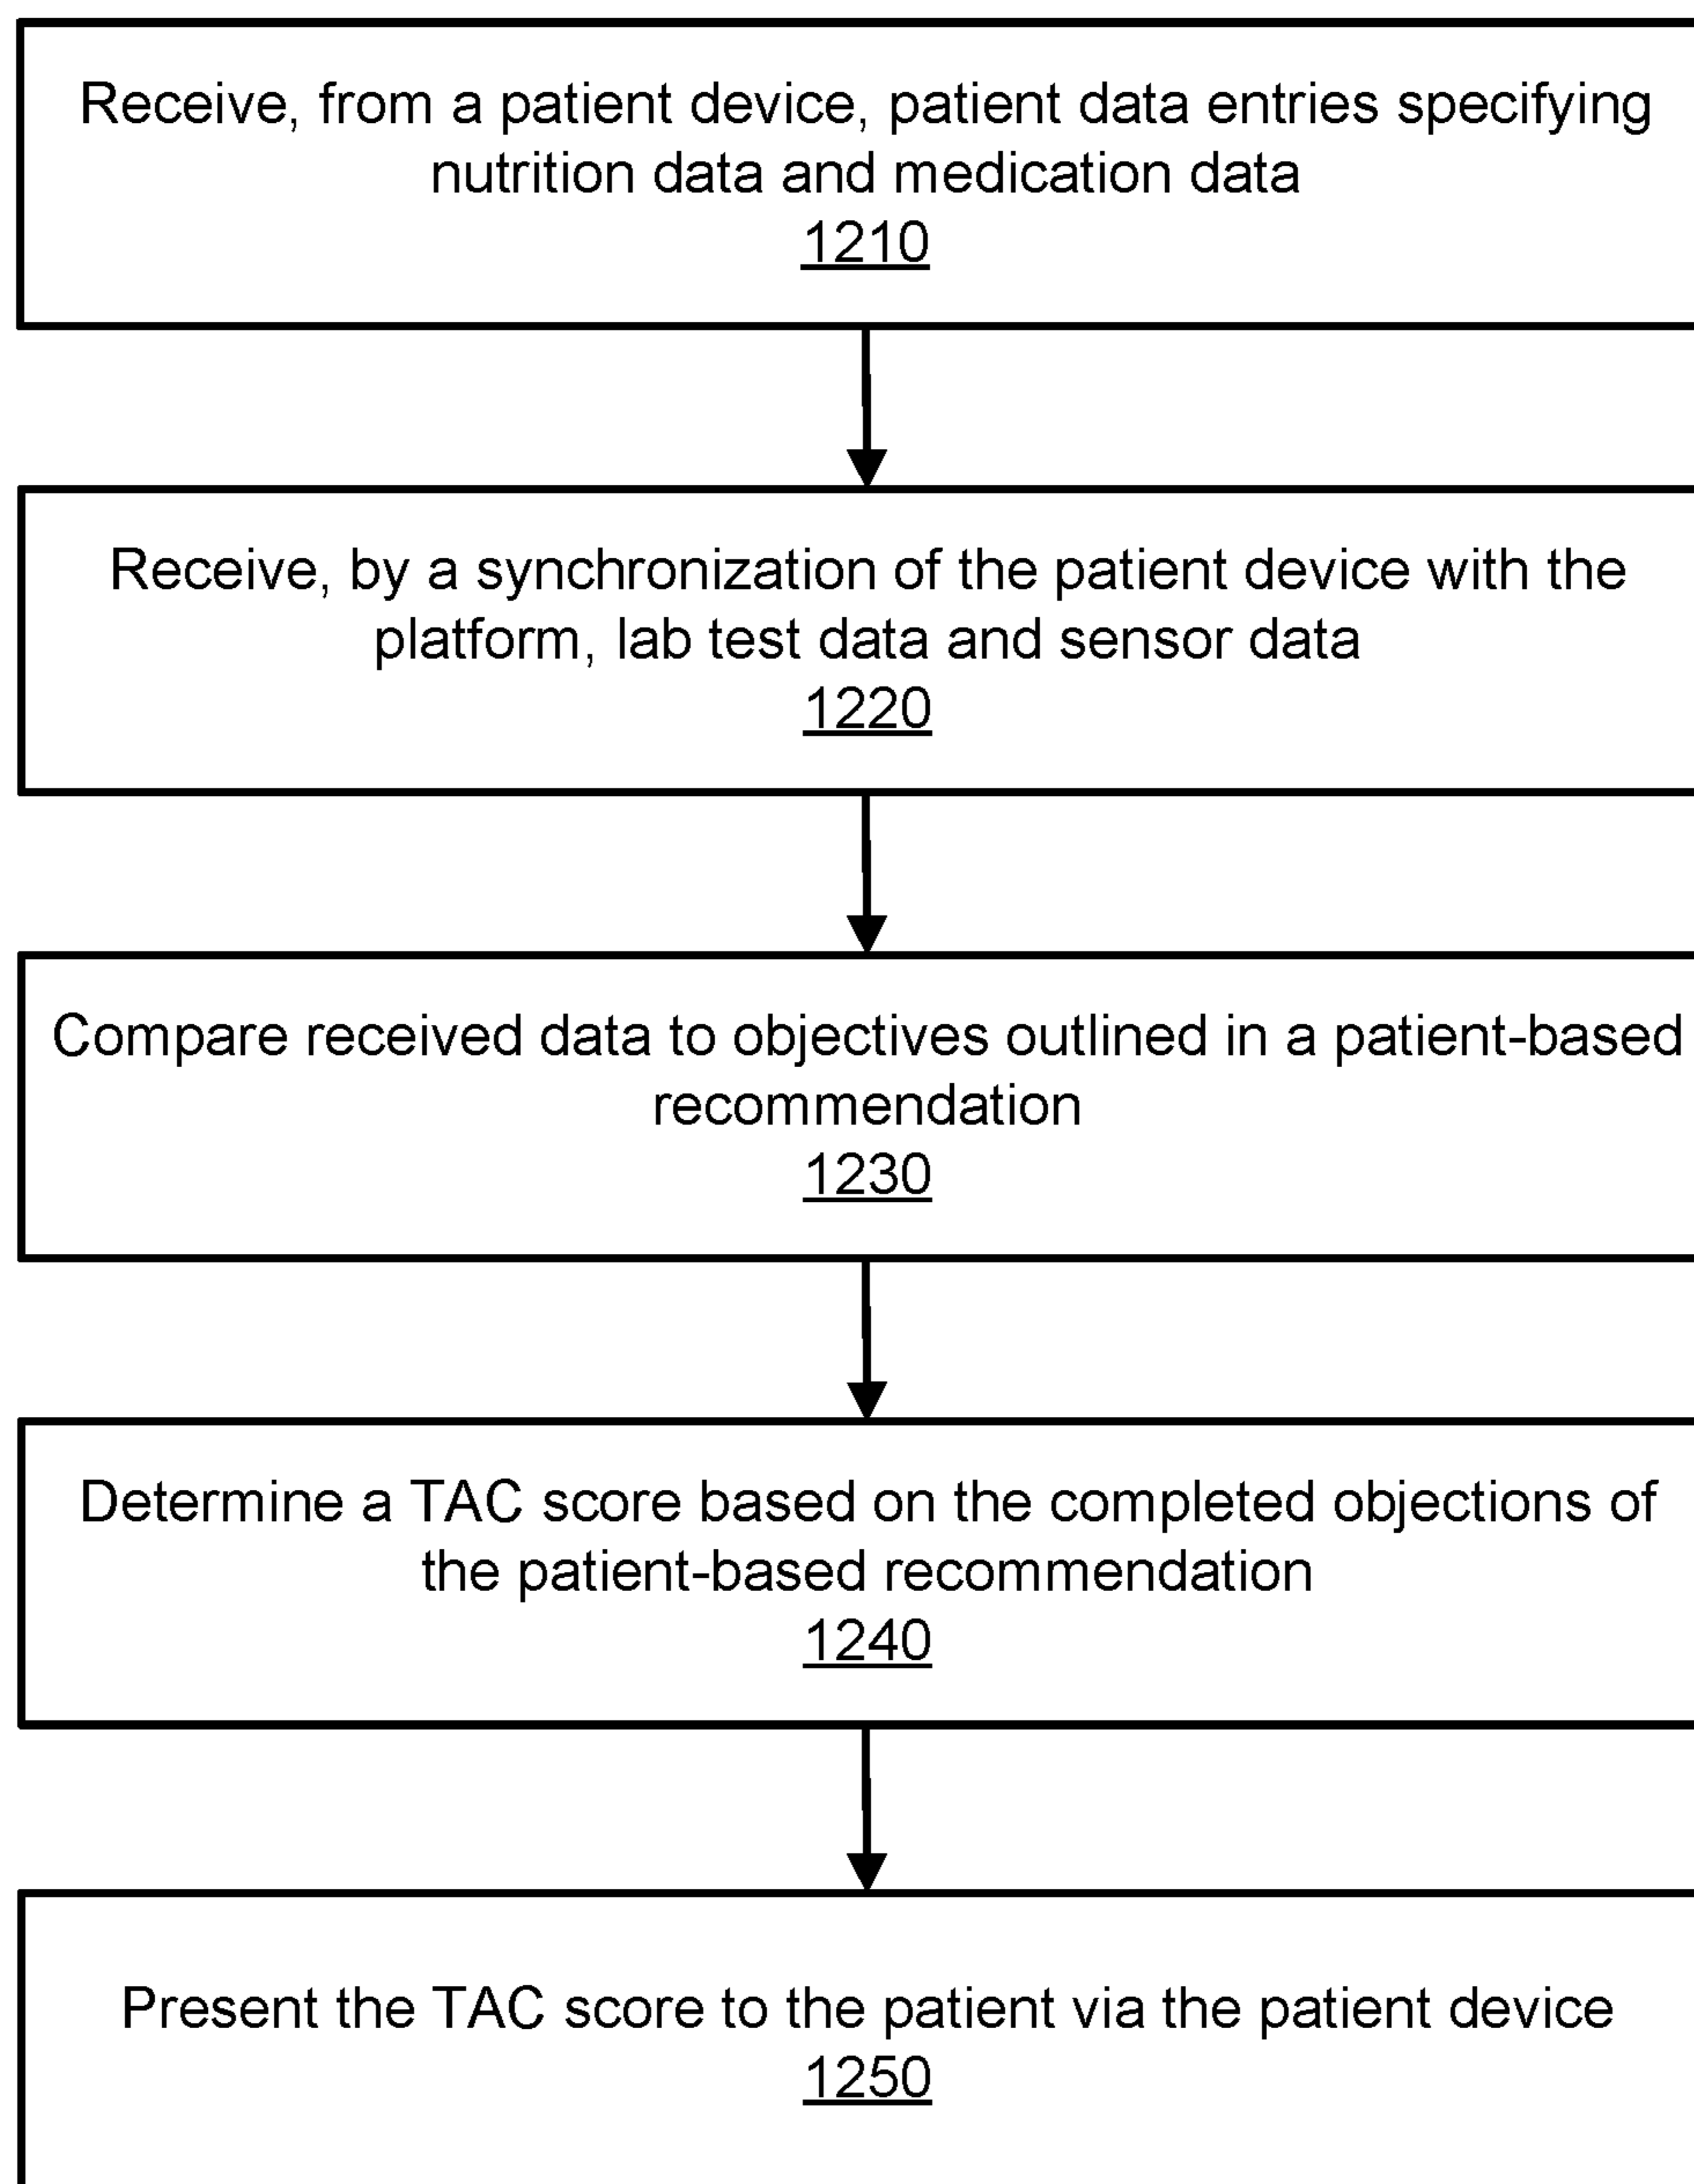 Receive, from a patient device, patient data entries specifying
nutrition data and medication data
1210
Receive, by a synchronization of the patient device with the
platform, lab test data and sensor data
1220
Compare received data to objectives outlined in a patient-based
recommendation
1230
Determine a TAC score based on the completed objections of
the patient-based recommendation
1240
Present the TAC score to the patient via the patient device
1250